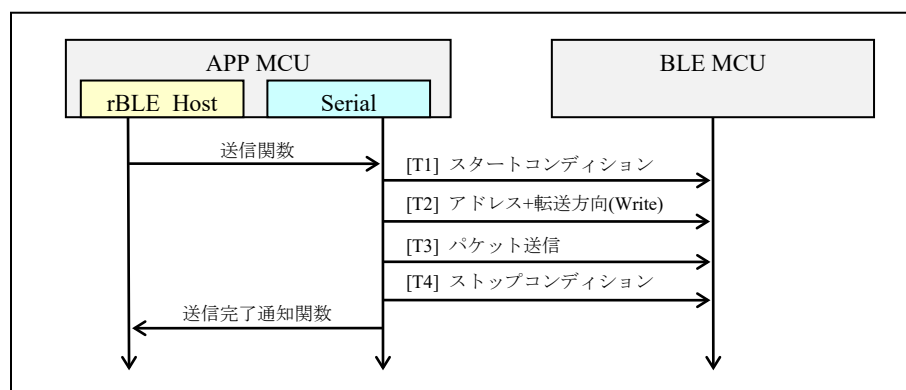 APP MCU
BLE MCU
rBLE_Host
Serial
送信関数
[T1] スタートコンディション
[T2] アドレス+転送方向(Write)
[T3] パケット送信
[T4] ストップコンディション
送信完了通知関数